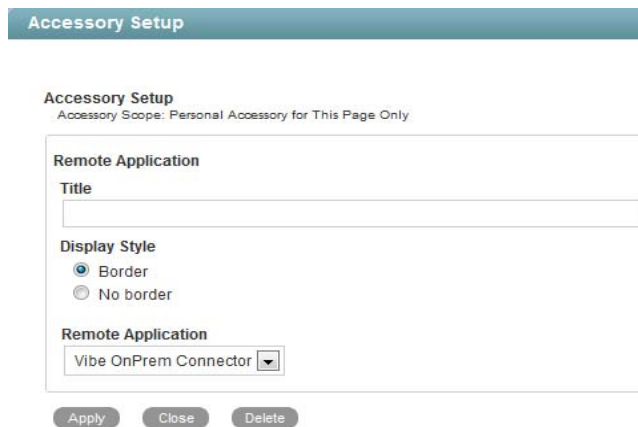 Accessory Setup
Accessory Setup
Accessory Scope: Personal Accessory for This Page Only
Remote Application
Title
Display Style
Border
No border
Remote Application
Vibe OnPrem Connector
Apply Close Delete